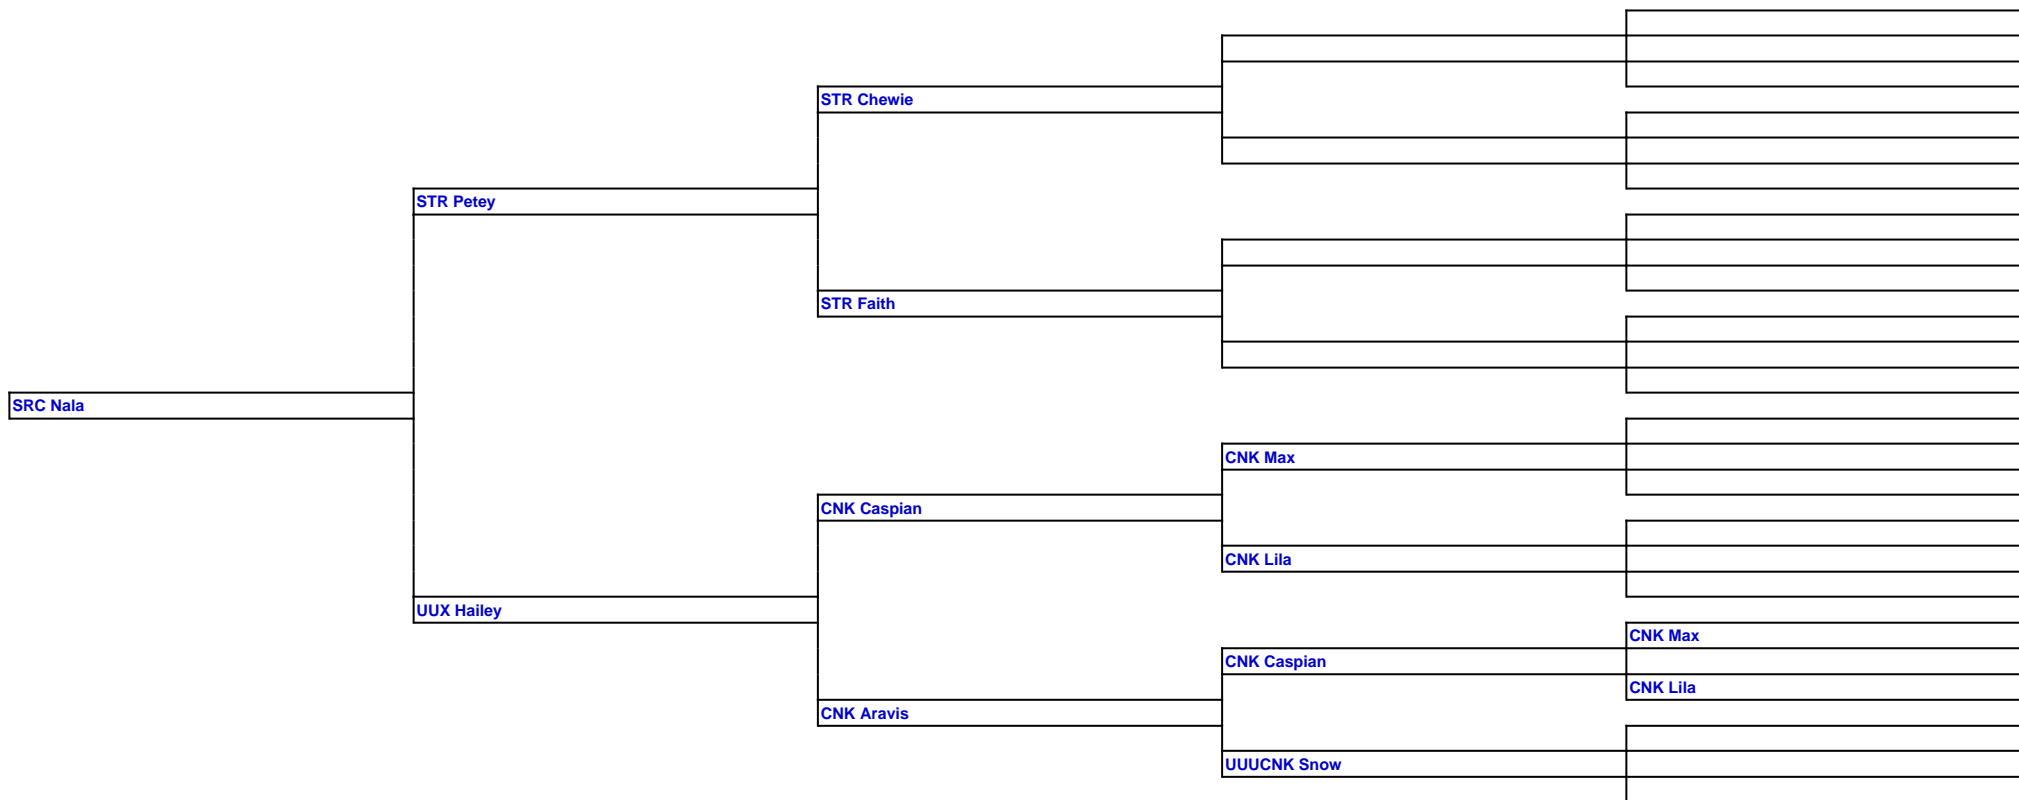 STR Chewie
STR Petey
STR Faith
SRC Nala
CNK Max
CNK Caspian
CNK Lila
UUX Hailey
CNK Max
CNK Caspian
CNK Lila
CNK Aravis
UUUCNK Snow